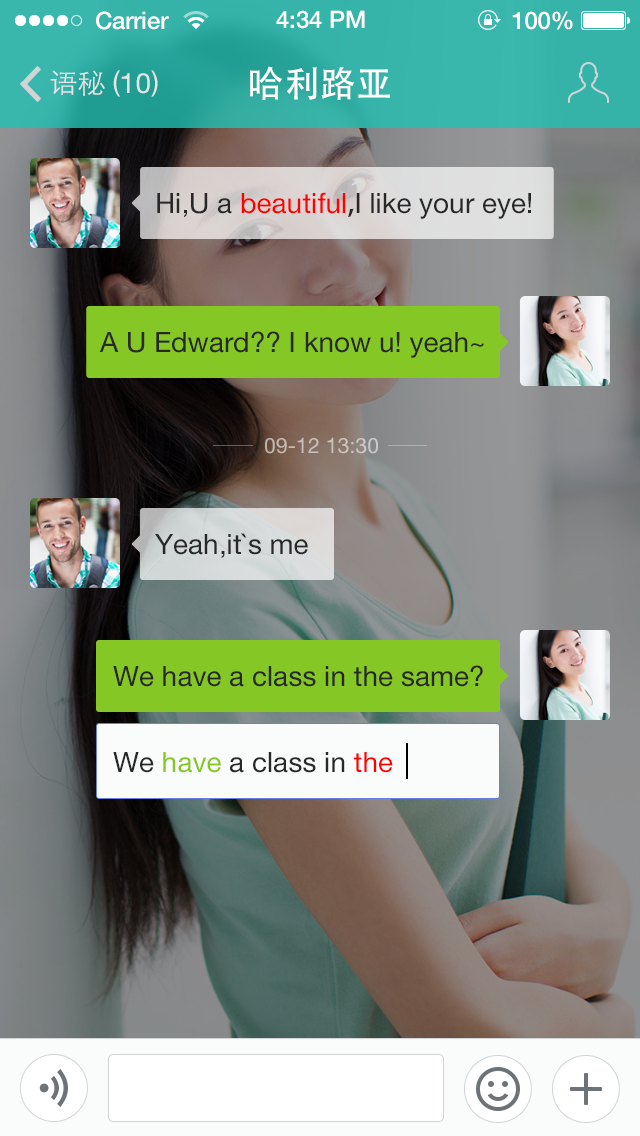 Carrier 4:34 PM 100%
语秘 (10) 哈利路亚
Hi,U a beautiful,I like your eye!
A U Edward?? I know u! yeah~
09-12 13:30
Yeah,it`s me
We have a class in the same?
We have a class in the